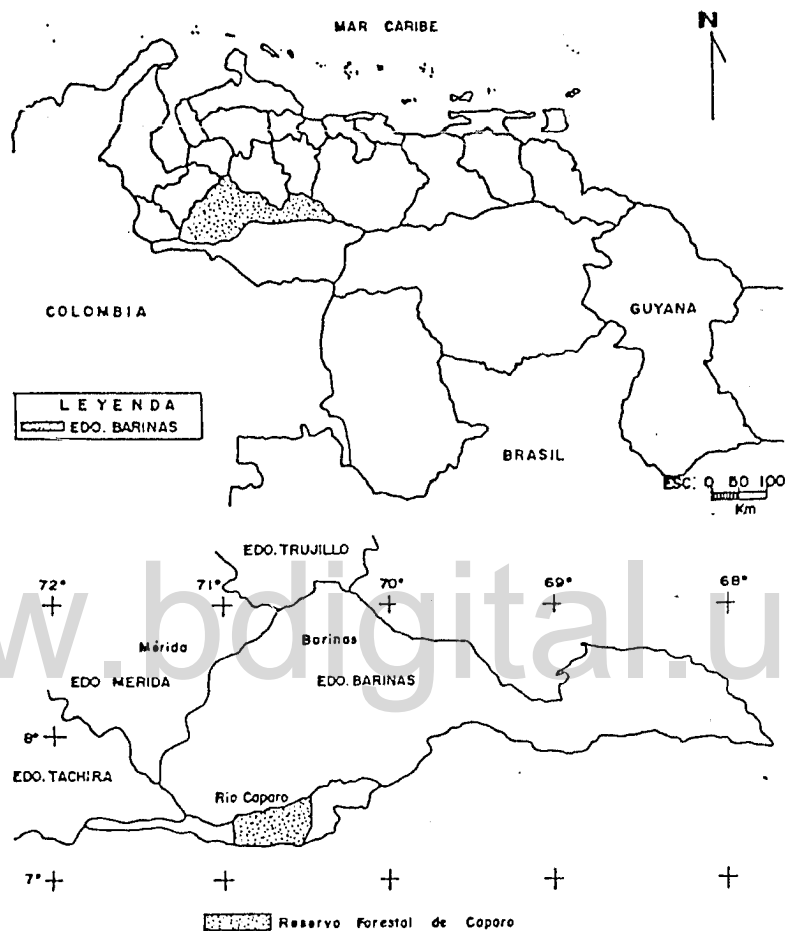 MAR CARIBE
N
COLOMBIA
GUYANA
LEYENDA
EDO. BARINAS
BRASIL
ESC: 0 50 100
Km
EDO. TRUJILLO
72° 71° 70° 69° 68°
www.bdigital.u
Mérida
Barinas
EDO MERIDA
EDO. BARINAS
8°
EDO. TACHIRA
Rio Caparo
7°
Reserva Forestal de Caparo